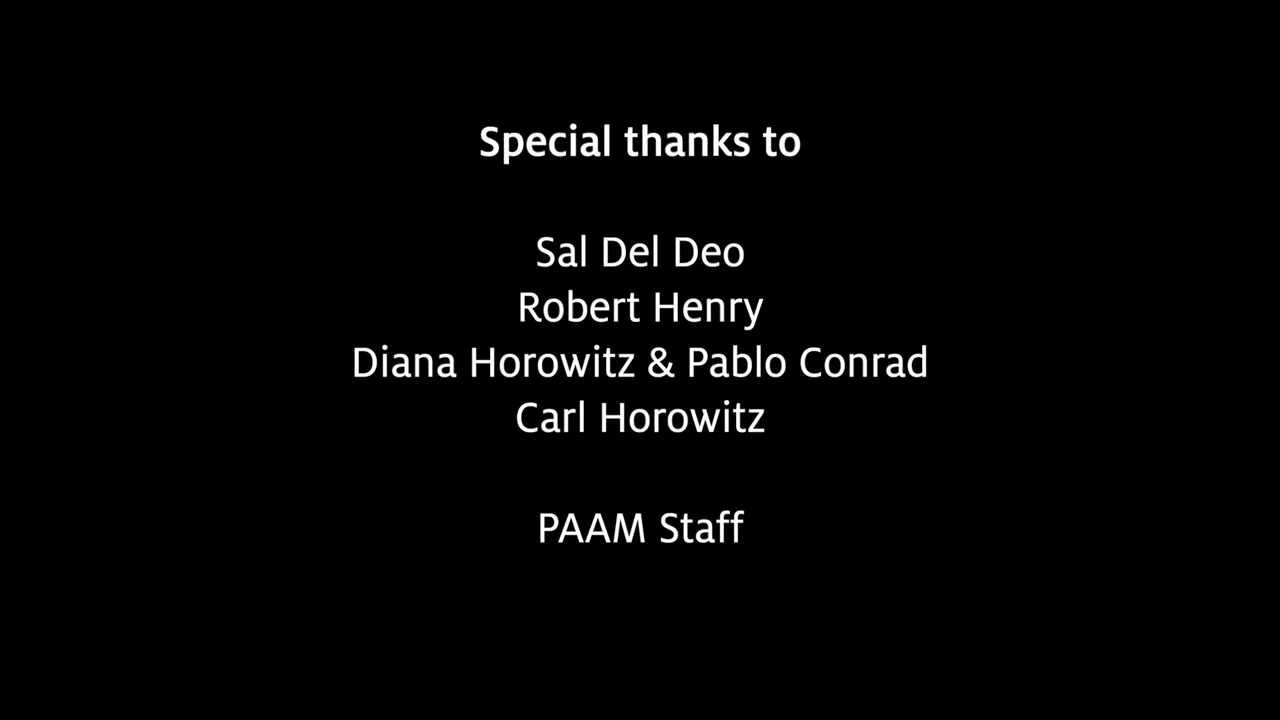 Special thanks to
Sal Del Deo
Robert Henry
Diana Horowitz & Pablo Conrad
Carl Horowitz
PAAM Staff